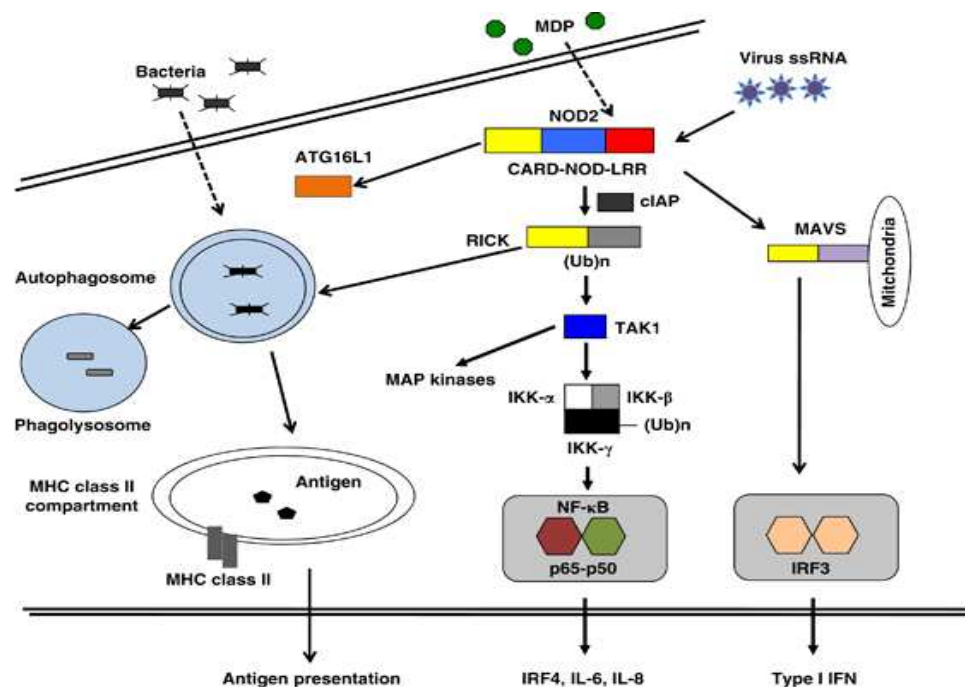 MDP
Bacteria
Virus ssRNA
NOD2
ATG16L1
CARD-NOD-LRR
cIAP
RICK
MAVS
(Ub)n
Mitchondria
Autophagosome
TAK1
MAP kinases
IKK-α
IKK-β
(Ub)n
Phagolysosome
IKK-γ
MHC class II
compartment
Antigen
NF-κB
p65-p50
IRF3
MHC class II
Antigen presentation
IRF4, IL-6, IL-8
Type I IFN